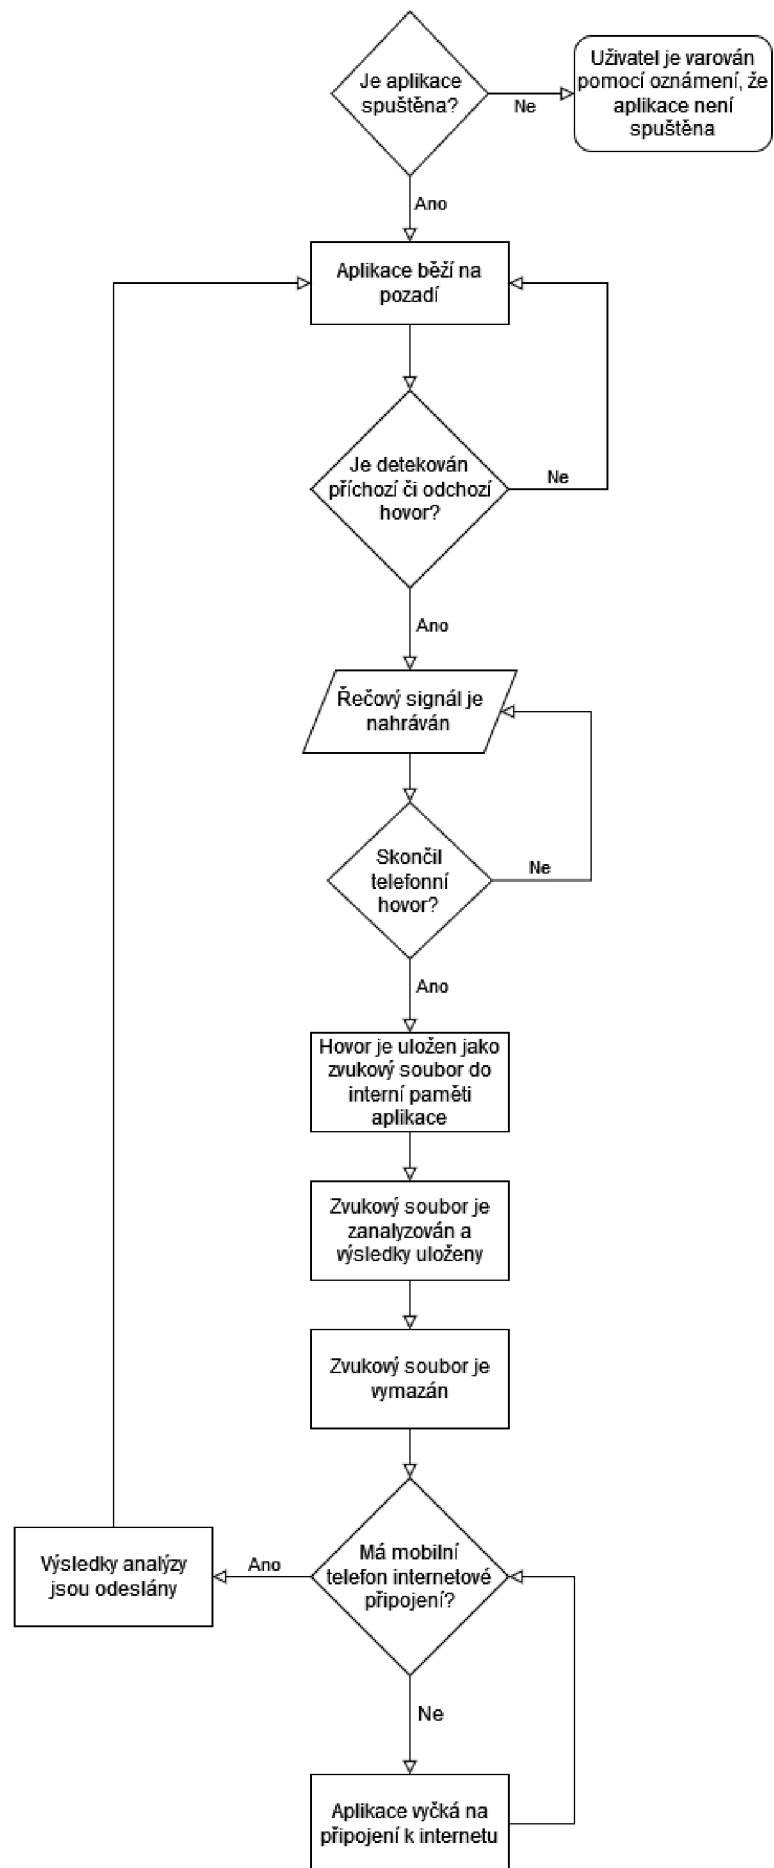 Je aplikace
spuštěna?
Ne
Uživatel je varován
pomocí oznámení, že
aplikace není
spuštěna
Ano
Aplikace běží na
pozadí
Je detekován
příchozí či odchozí
hovor?
Ne
Ano
Řečový signál je
nahráván
Skončil
telefonní
hovor?
Ne
Ano
Hovor je uložen jako
zvukový soubor do
interní paměti
aplikace
Zvukový soubor je
zanalyzován a
výsledky uloženy
Zvukový soubor je
vymazán
Má mobilní
telefon internetové
připojení?
Ano
Výsledky analýzy
jsou odeslány
Ne
Aplikace vyčká na
připojení k internetu